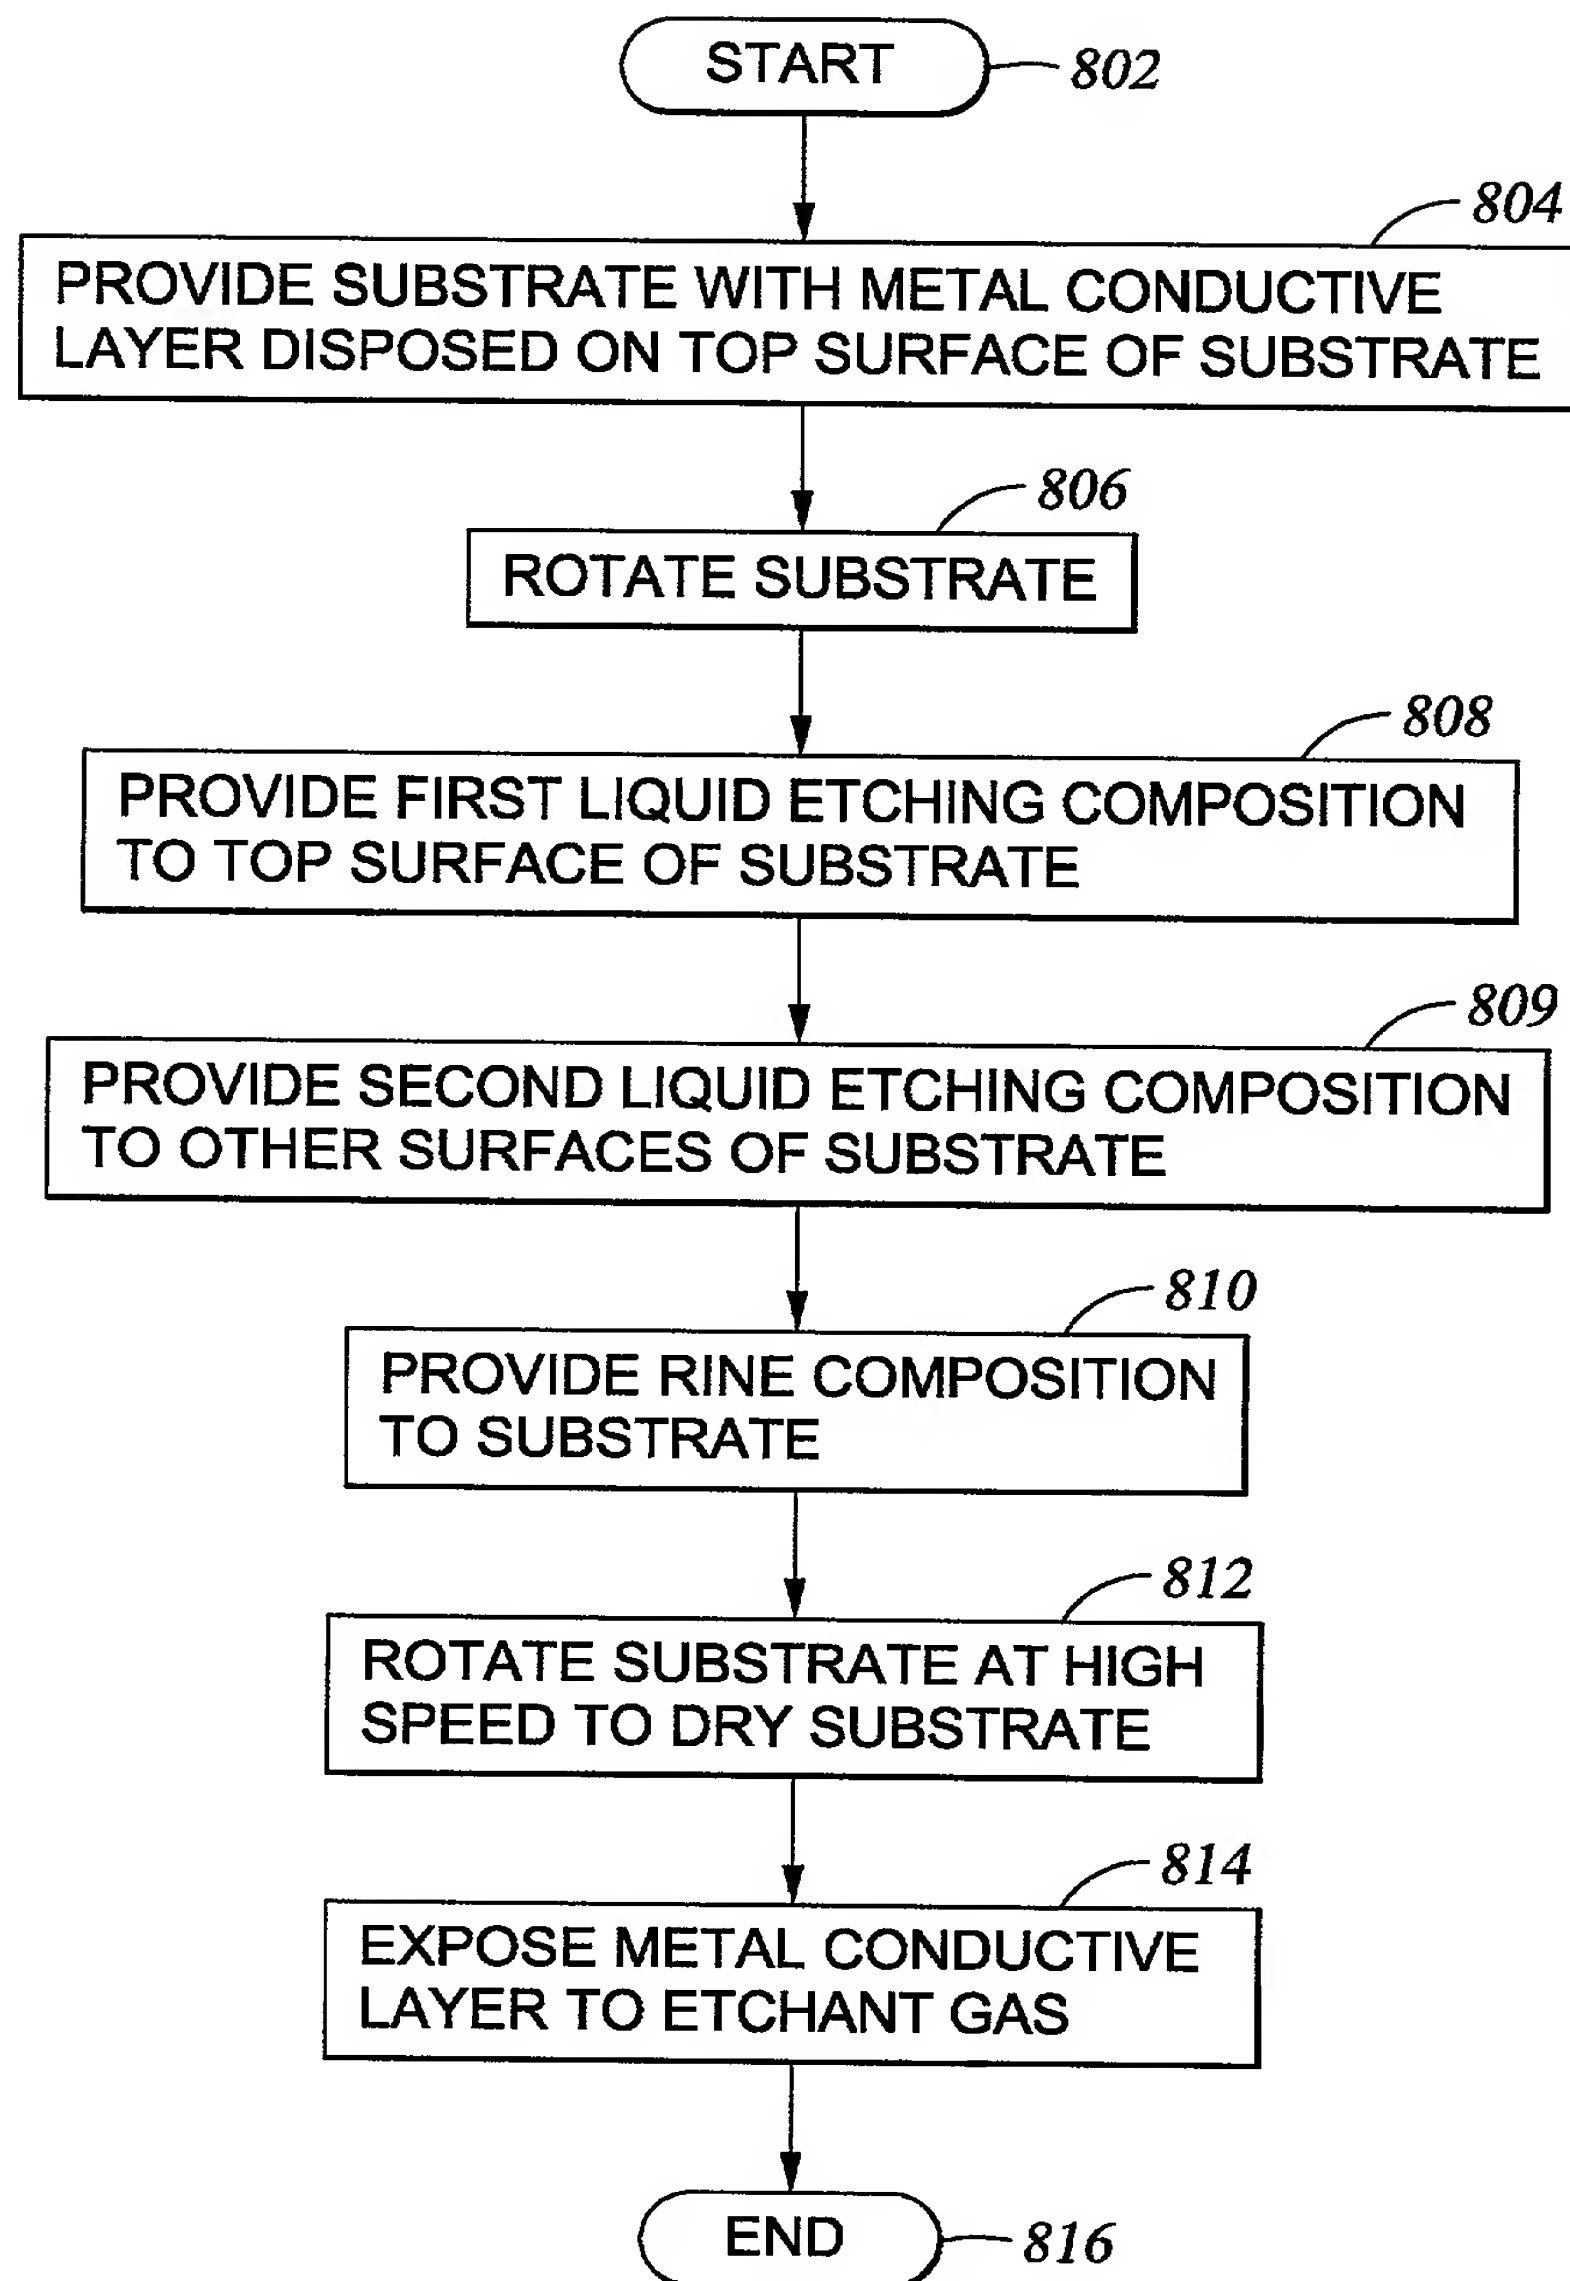 START
802
804
PROVIDE SUBSTRATE WITH METAL CONDUCTIVE
LAYER DISPOSED ON TOP SURFACE OF SUBSTRATE
806
ROTATE SUBSTRATE
808
PROVIDE FIRST LIQUID ETCHING COMPOSITION
TO TOP SURFACE OF SUBSTRATE
809
PROVIDE SECOND LIQUID ETCHING COMPOSITION
TO OTHER SURFACES OF SUBSTRATE
810
PROVIDE RINE COMPOSITION
TO SUBSTRATE
812
ROTATE SUBSTRATE AT HIGH
SPEED TO DRY SUBSTRATE
814
EXPOSE METAL CONDUCTIVE
LAYER TO ETCHANT GAS
END
816